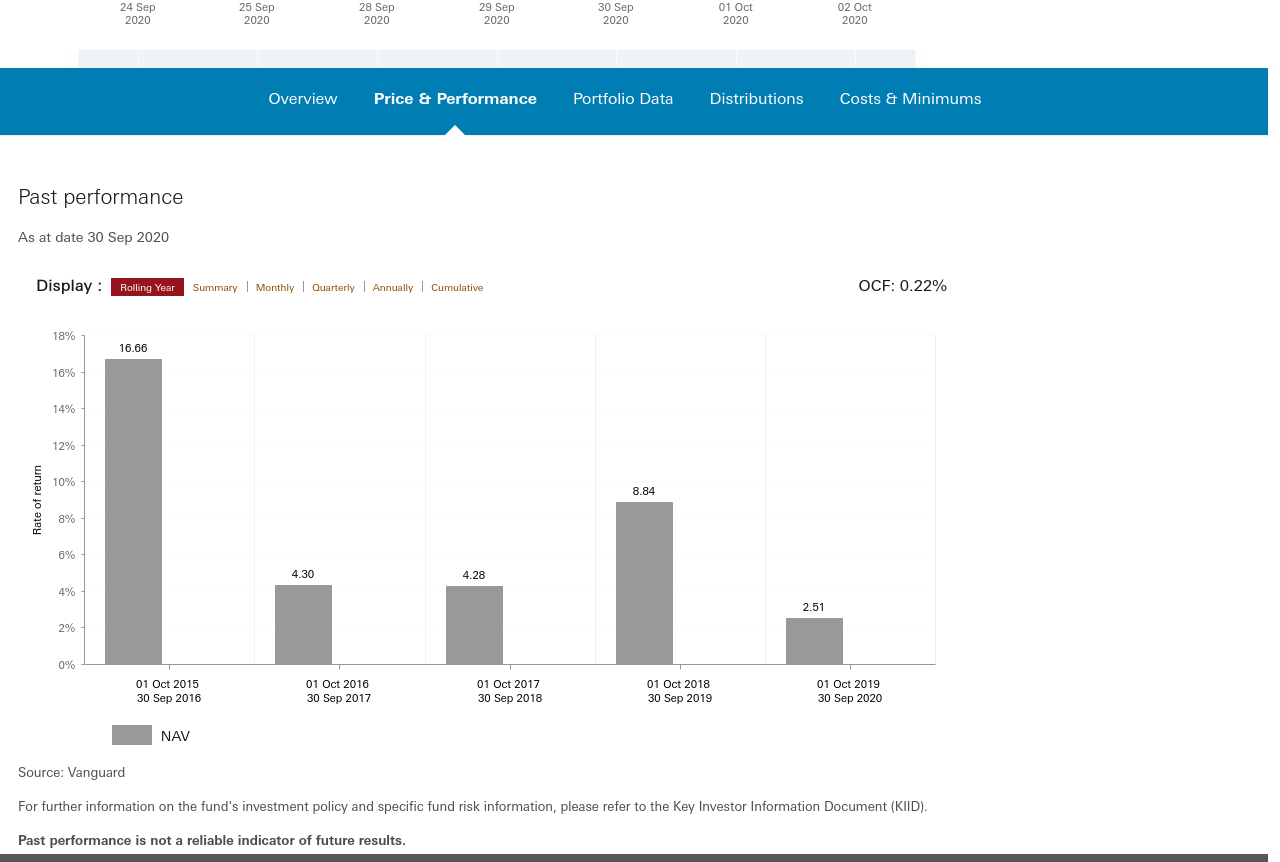 24 Sep 25 Sep 28 Sep 29 Sep 30 Sep 01 Oct 02 Oct
2020 2020 2020 2020 2020 2020 2020
Overview Price & Performance Portfolio Data Distributions Costs & Minimums
Past performance
As at date 30 Sep 2020
Display : Rolling Year Summary Monthly Quarterly Annually Cumulative OCF: 0.22%
18%
16.66
16%
14%
12%
10%
8.84
8%
6%
4.30 4.28
4%
2.51
2%
0%
Rate of return
01 Oct 2015 01 Oct 2016 01 Oct 2017 01 Oct 2018 01 Oct 2019
30 Sep 2016 30 Sep 2017 30 Sep 2018 30 Sep 2019 30 Sep 2020
NAV
Source: Vanguard
For further information on the fund's investment policy and specific fund risk information, please refer to the Key Investor Information Document (KIID).
Past performance is not a reliable indicator of future results.